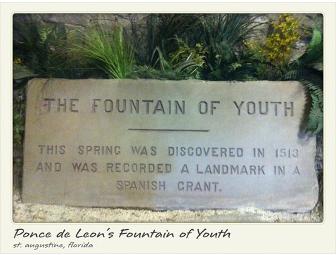 THE FOUNTAIN OF YOUTH
THIS SPRING WAS DISCOVERED IN 1513
AND WAS RECORDED A LANDMARK IN A
SPANISH GRANT.
Ponce de Leon's Fountain of Youth
st. augustine, florida